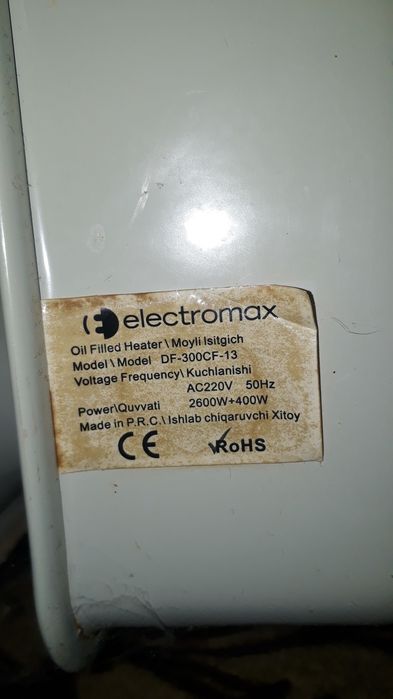 electromax
Oil Filled Heater \ Moyli Isitgich
Model \ Model DF-300CF-13
Voltage Frequency \ Kuchlanishi
AC220V 50Hz
Power\Quvvati 2600W+400W
Made in P.R.C.\ Ishlab chiqaruvchi Xitoy
CE RoHS